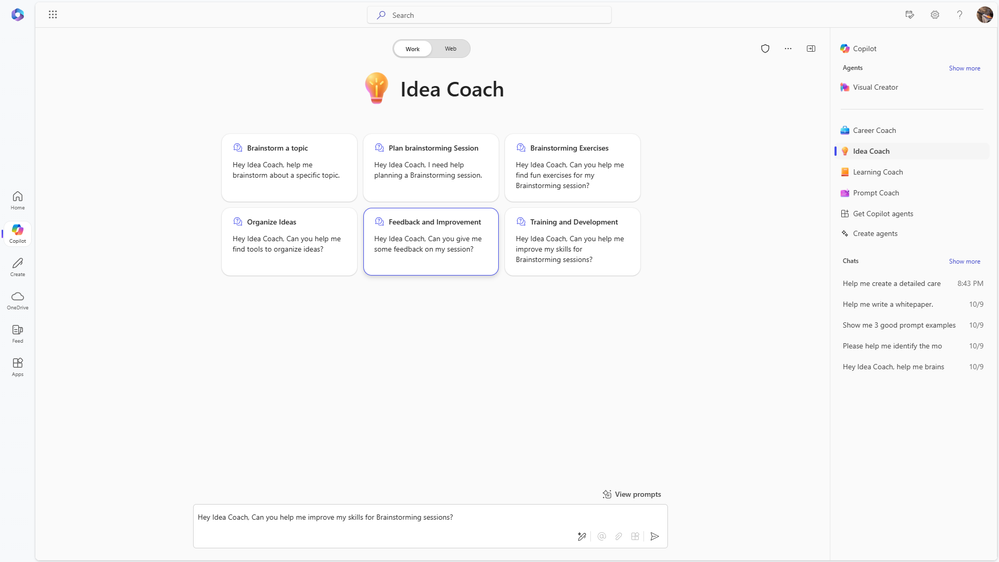 Search
Work
Web
Idea Coach
Brainstorm a topic
Hey Idea Coach, help me
brainstorm about a specific topic.
Plan brainstorming Session
Hey Idea Coach, I need help
planning a Brainstorming session.
Brainstorming Exercises
Hey Idea Coach, Can you help me
find fun exercises for my
Brainstorming session?
Organize Ideas
Hey Idea Coach, Can you help me
find tools to organize ideas?
Feedback and Improvement
Hey Idea Coach, Can you give me
some feedback on my session?
Training and Development
Hey Idea Coach, Can you help me
improve my skills for
Brainstorming sessions?
View prompts
Hey Idea Coach, Can you help me improve my skills for Brainstorming sessions?
Home
Copilot
Create
OneDrive
Feed
Apps
Copilot
Agents
Show more
Visual Creator
Career Coach
Idea Coach
Learning Coach
Prompt Coach
Get Copilot agents
Create agents
Chats
Show more
Help me create a detailed care 8:43 PM
Help me write a whitepaper. 10/9
Show me 3 good prompt examples 10/9
Please help me identify the mo 10/9
Hey Idea Coach, help me brains 10/9